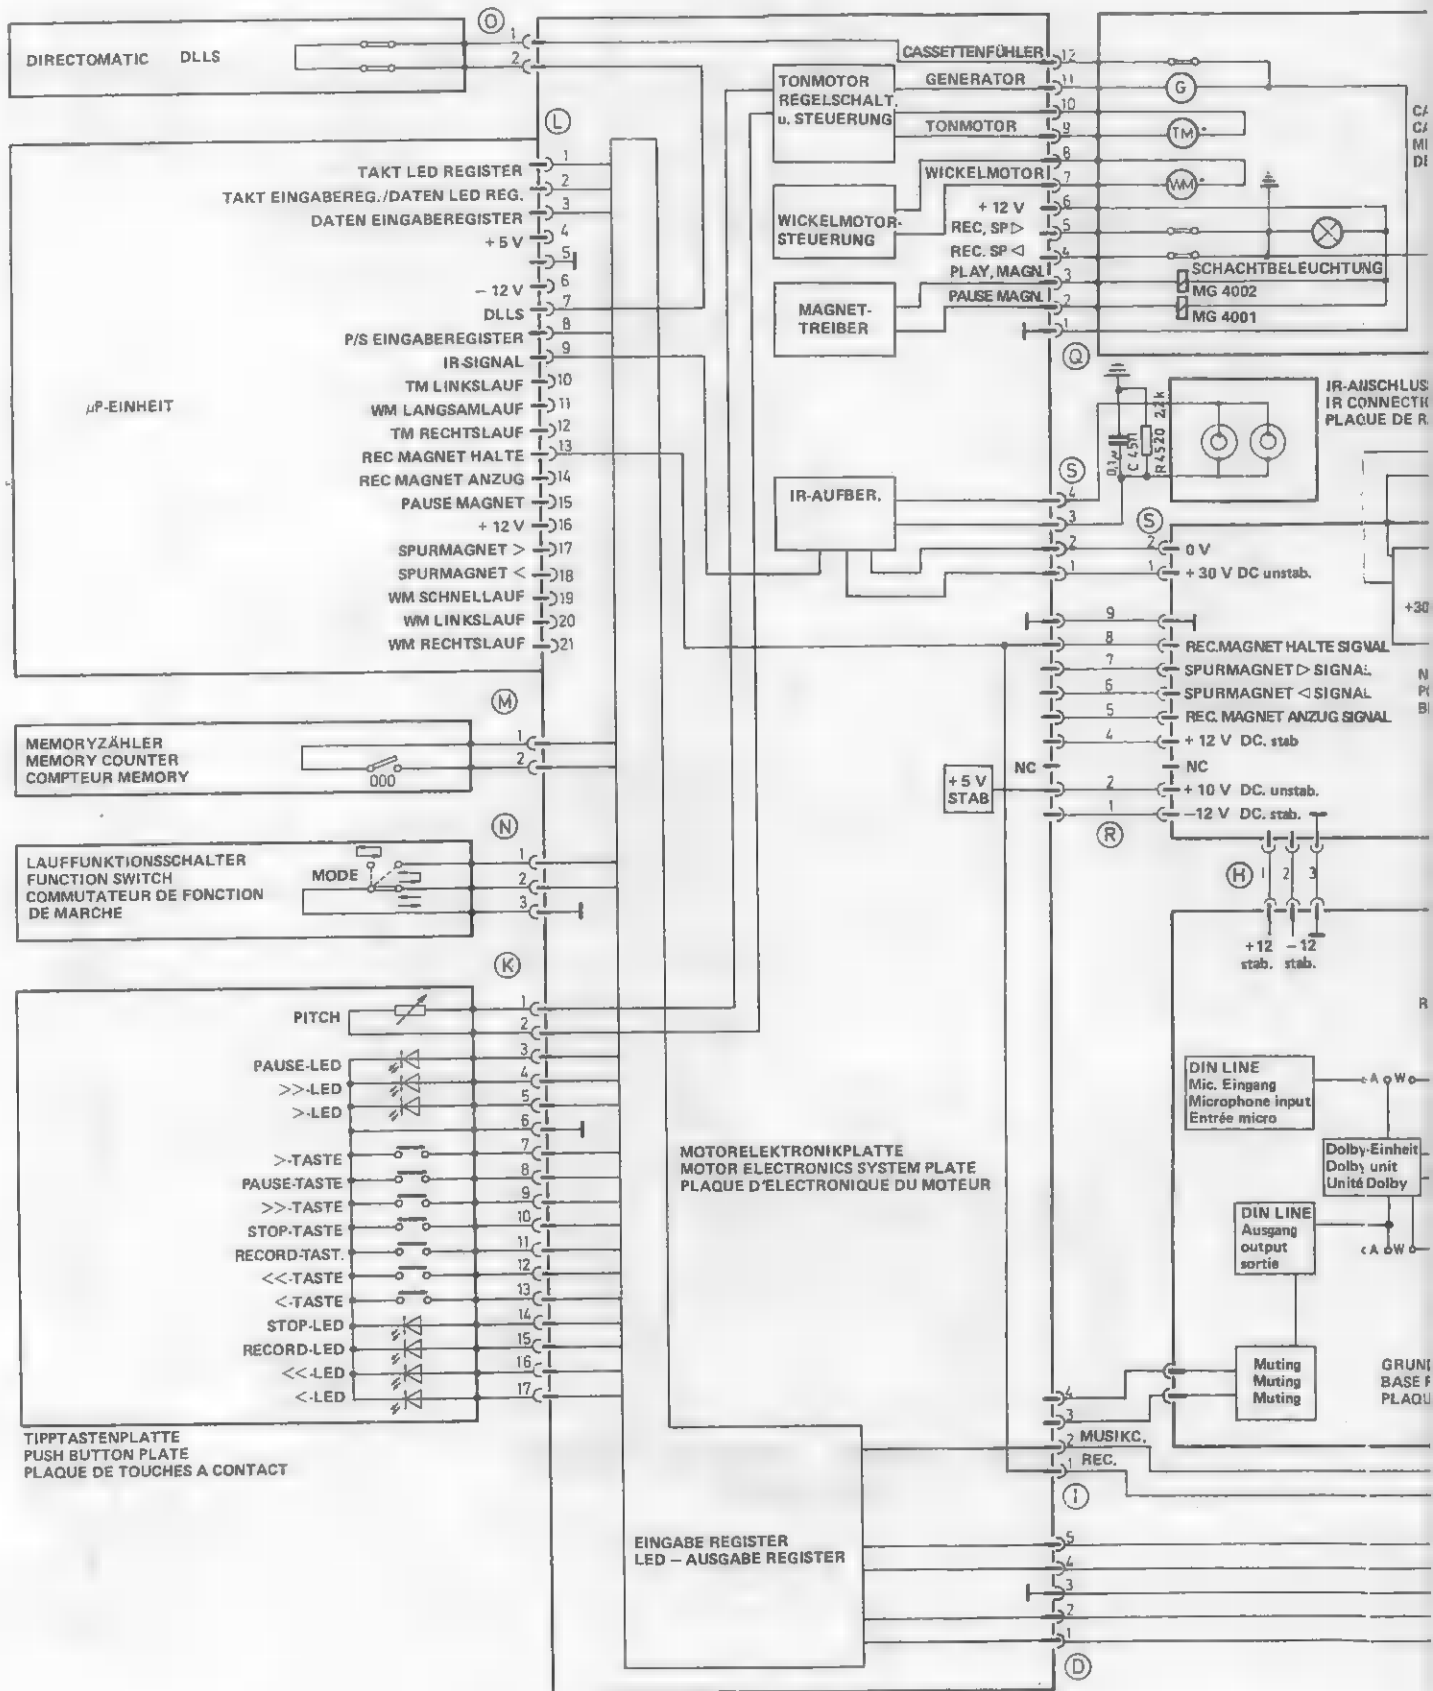 DIRECTOMATIC DLLS
O
1
2
L
µP-EINHEIT
TAKT LED REGISTER 1
TAKT EINGABEREG./DATEN LED REG. 2
DATEN EINGABEREGISTER 3
+ 5 V 4
5
– 12 V 6
DLLS 7
P/S EINGABEREGISTER 8
IR-SIGNAL 9
TM LINKSLAUF 10
WM LANGSAMLAUF 11
TM RECHTSLAUF 12
REC MAGNET HALTE 13
REC MAGNET ANZUG 14
PAUSE MAGNET 15
+ 12 V 16
SPURMAGNET > 17
SPURMAGNET < 18
WM SCHNELLAUF 19
WM LINKSLAUF 20
WM RECHTSLAUF 21
M
MEMORYZÄHLER
MEMORY COUNTER
COMPTEUR MEMORY
000
1
2
N
LAUFFUNKTIONSSCHALTER
FUNCTION SWITCH
COMMUTATEUR DE FONCTION
DE MARCHE
MODE
1
2
3
K
PITCH
1
2
PAUSE-LED 3
>>-LED 4
>-LED 5
6
>-TASTE 7
PAUSE-TASTE 8
>>-TASTE 9
STOP-TASTE 10
RECORD-TAST. 11
<<-TASTE 12
<-TASTE 13
STOP-LED 14
RECORD-LED 15
<<-LED 16
<-LED 17
TIPPTASTENPLATTE
PUSH BUTTON PLATE
PLAQUE DE TOUCHES A CONTACT
TONMOTOR
REGELSCHALT.
u. STEUERUNG
WICKELMOTOR-
STEUERUNG
MAGNET-
TREIBER
IR-AUFBER.
CASSETTENFÜHLER 12
GENERATOR 11
10
TONMOTOR 9
8
WICKELMOTOR 7
+ 12 V 6
REC. SP ▷ 5
REC. SP ◁ 4
PLAY, MAGN. 3
PAUSE MAGN. 2
1
Q
G
TM
WM
SCHACHTBELEUCHTUNG
MG 4002
MG 4001
0,1µ
R 4520 2,2k
IR CONNECTI
PLAQUE DE R
S
4
3
S
2 2 0 V
1 1 + 30 V DC unstab.
+30
9
8 REC.MAGNET HALTE SIGNAL
7 SPURMAGNET ▷ SIGNAL
6 SPURMAGNET ◁ SIGNAL
5 REC. MAGNET ANZUG SIGNAL
4 + 12 V DC. stab
NC NC
+ 5 V
STAB
2 + 10 V DC. unstab.
1 –12 V DC. stab.
R
H
1 2 3
+12 – 12
stab. stab.
MOTORELEKTRONIKPLATTE
MOTOR ELECTRONICS SYSTEM PLATE
PLAQUE D'ELECTRONIQUE DU MOTEUR
DIN LINE
Mic. Eingang
Microphone input
Entrée micro
A W
Dolby-Einheit
Dolby unit
Unité Dolby
DIN LINE
Ausgang
output
sortie
A W
Muting
Muting
Muting
BASE
PLAQU
4
3
2 MUSIKC.
1 REC.
I
EINGABE REGISTER
LED – AUSGABE REGISTER
5
4
3
2
1
D